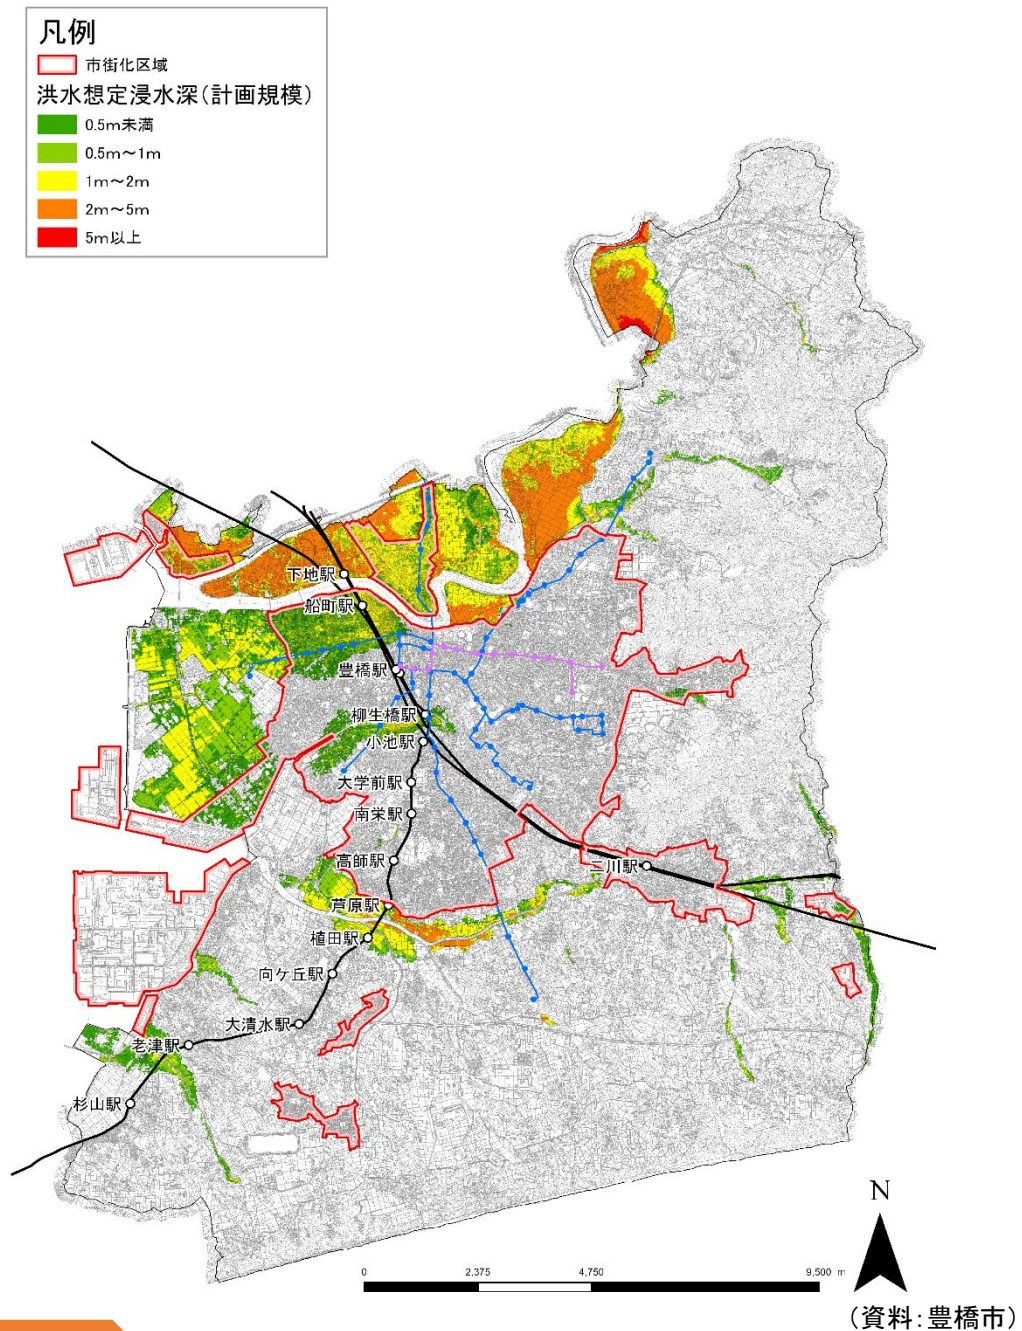 凡例
市街化区域
洪水想定浸水深(計画規模)
0.5m未満
0.5m～1m
1m～2m
2m～5m
5m以上
下地駅
船町駅
豊橋駅
柳生橋駅
小池駅
大学前駅
南栄駅
高師駅
二川駅
芦原駅
植田駅
向ケ丘駅
大清水駅
老津駅
杉山駅
N
0 2,375 4,750 9,500 m
(資料:豊橋市)